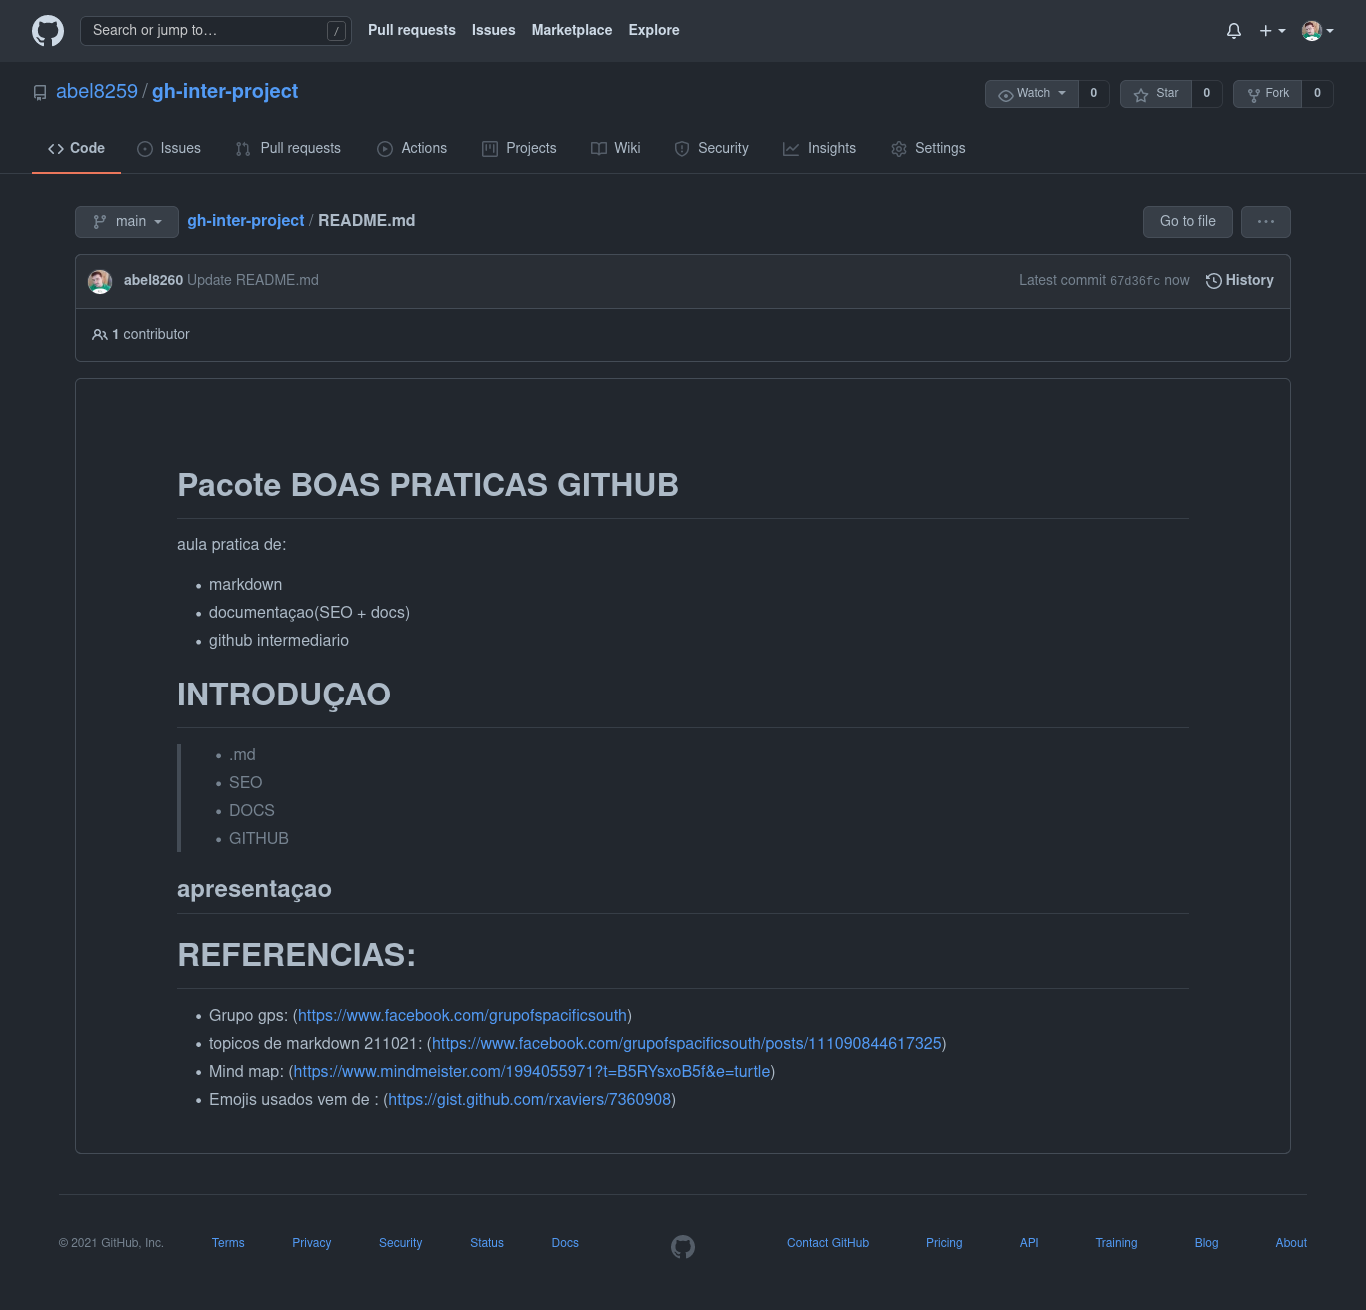 Search or jump to… /
Pull requests Issues Marketplace Explore
abel8259 / gh-inter-project
Watch 0 Star 0 Fork 0
Code Issues Pull requests Actions Projects Wiki Security Insights Settings
main gh-inter-project / README.md Go to file ···
abel8260 Update README.md Latest commit 67d36fc now History
1 contributor
Pacote BOAS PRATICAS GITHUB
aula pratica de:
• markdown
• documentaçao(SEO + docs)
• github intermediario
INTRODUÇAO
• .md
• SEO
• DOCS
• GITHUB
apresentaçao
REFERENCIAS:
• Grupo gps: (https://www.facebook.com/grupofspacificsouth)
• topicos de markdown 211021: (https://www.facebook.com/grupofspacificsouth/posts/111090844617325)
• Mind map: (https://www.mindmeister.com/1994055971?t=B5RYsxoB5f&e=turtle)
• Emojis usados vem de : (https://gist.github.com/rxaviers/7360908)
© 2021 GitHub, Inc. Terms Privacy Security Status Docs Contact GitHub Pricing API Training Blog About